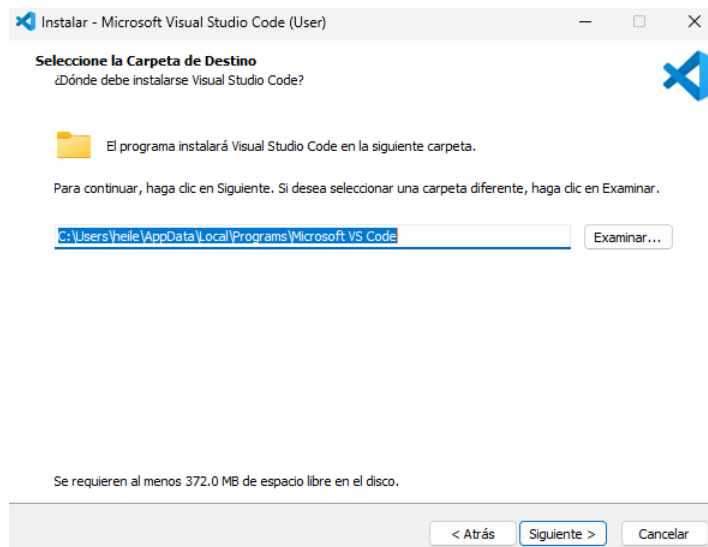 Instalar - Microsoft Visual Studio Code (User)
Seleccione la Carpeta de Destino
¿Dónde debe instalarse Visual Studio Code?
El programa instalará Visual Studio Code en la siguiente carpeta.
Para continuar, haga clic en Siguiente. Si desea seleccionar una carpeta diferente, haga clic en Examinar.
C:\Users\heile\AppData\Local\Programs\Microsoft VS Code
Examinar...
Se requieren al menos 372.0 MB de espacio libre en el disco.
< Atrás
Siguiente >
Cancelar